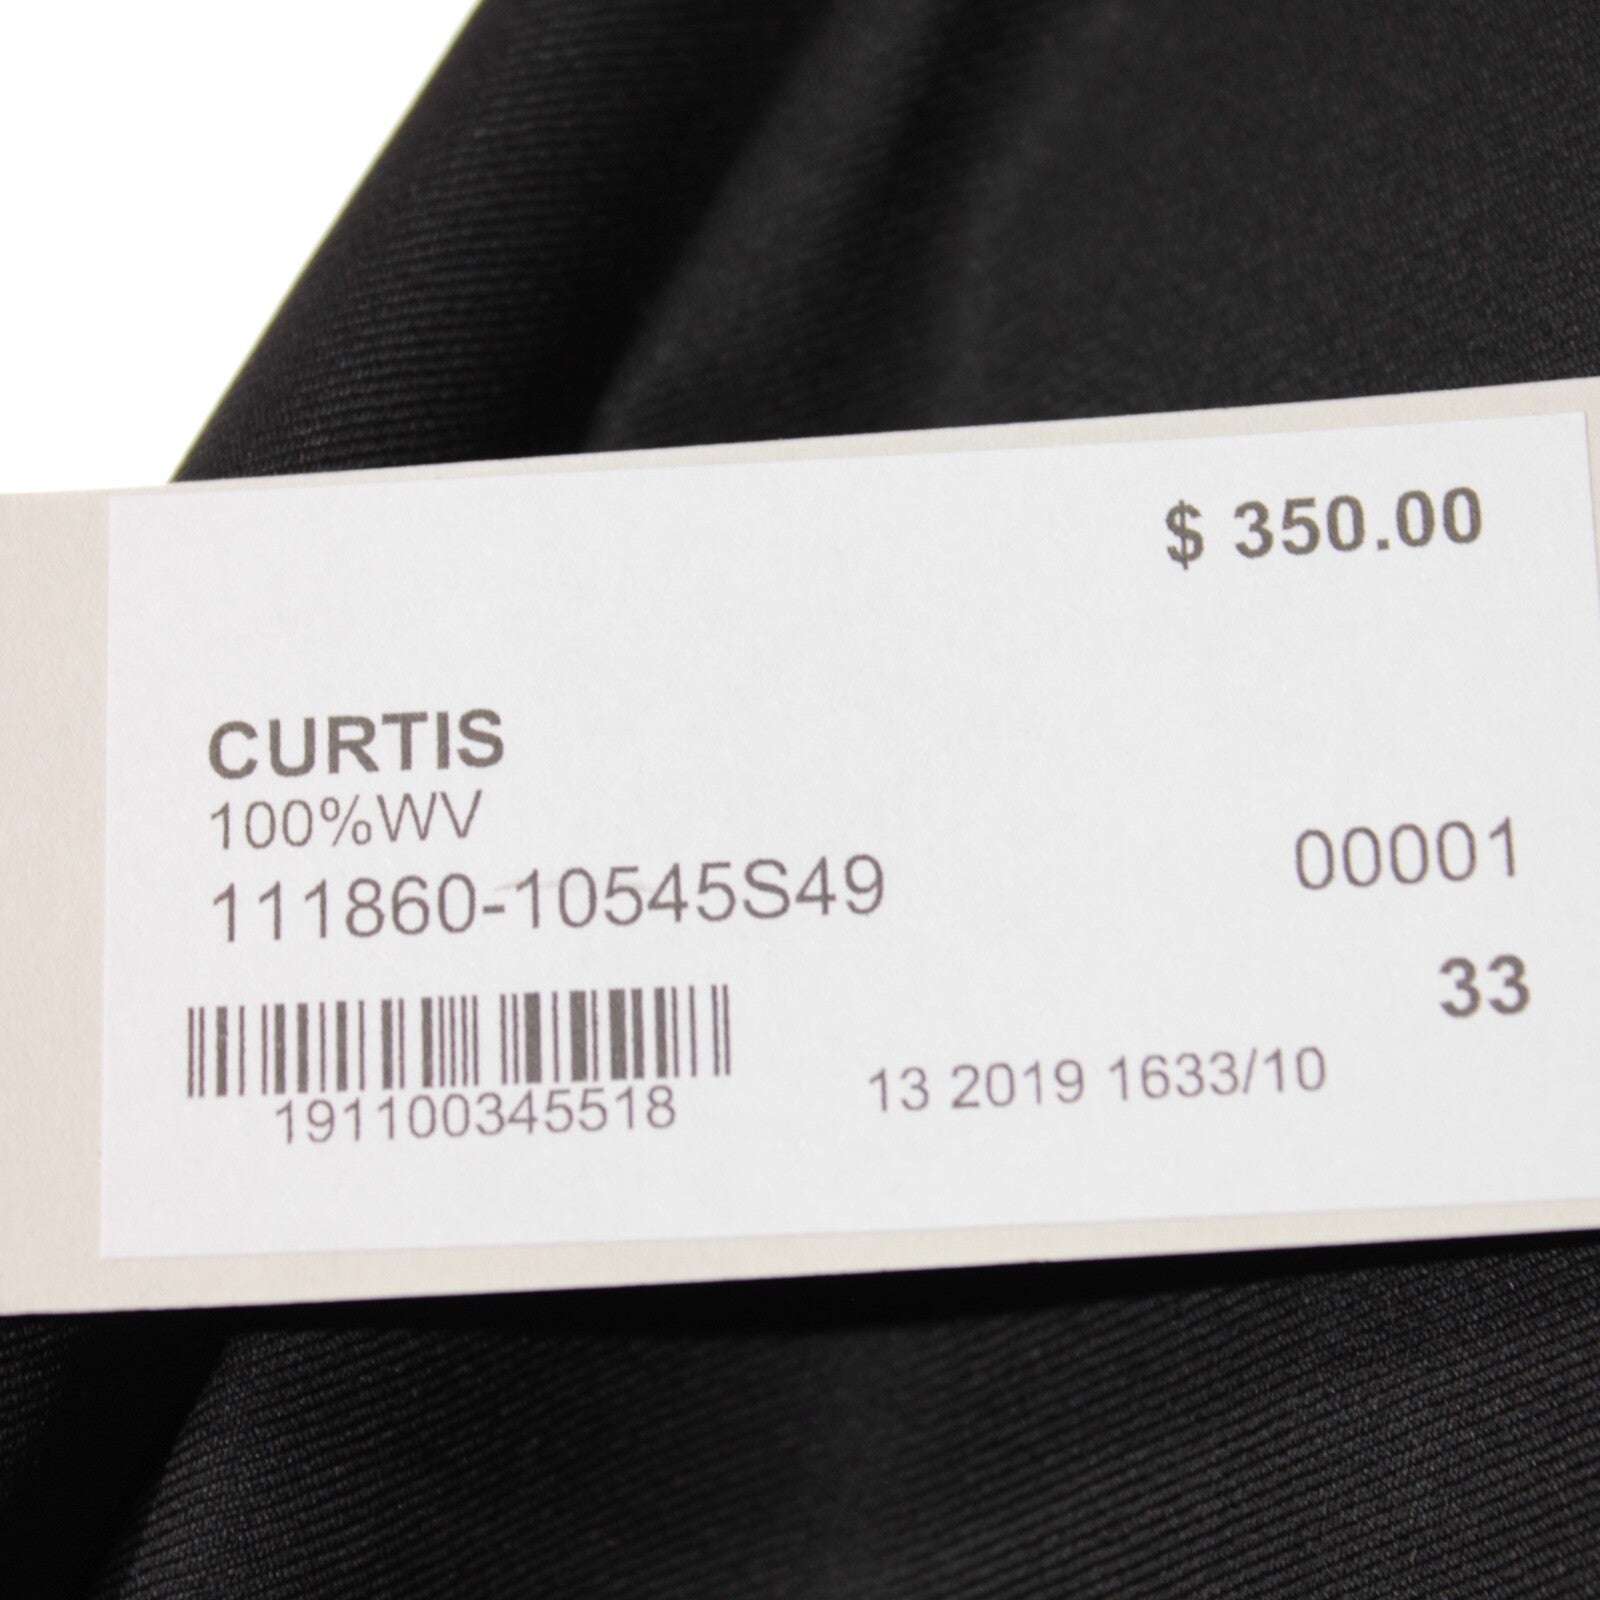 $ 350.00
CURTIS
100%WV
111860-10545S49
00001
33
191100345518
13 2019 1633/10